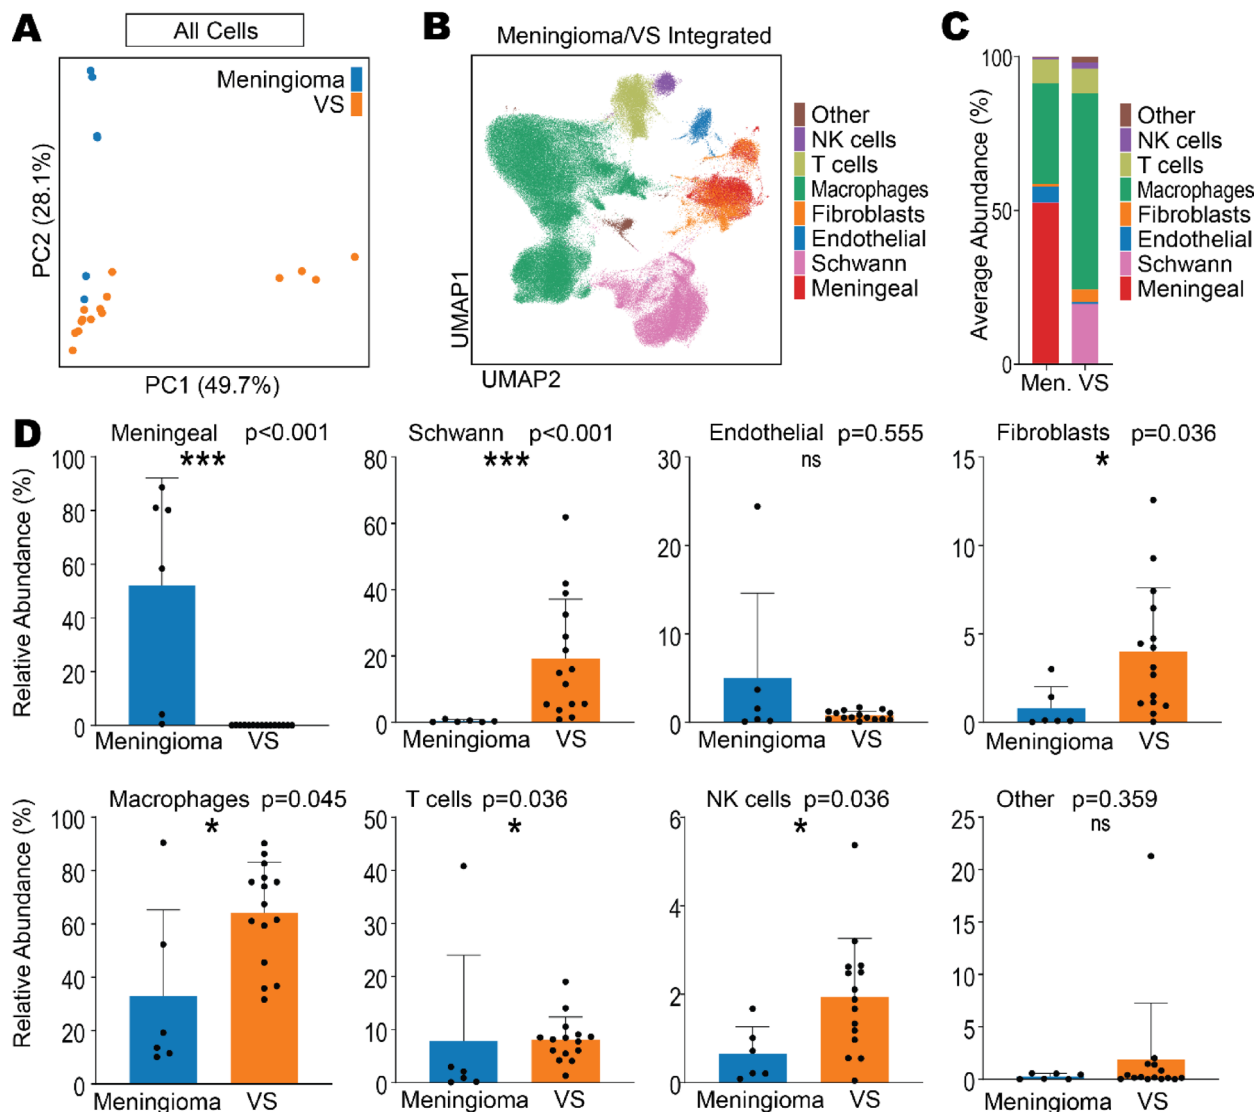 A
All Cells
Meningioma
VS
PC2 (28.1%)
PC1 (49.7%)
B
Meningioma/VS Integrated
UMAP1
UMAP2
Other
NK cells
T cells
Macrophages
Fibroblasts
Endothelial
Schwann
Meningeal
C
Average Abundance (%)
100
50
0
Men. VS
Other
NK cells
T cells
Macrophages
Fibroblasts
Endothelial
Schwann
Meningeal
D
Meningeal p<0.001
***
Relative Abundance (%)
100
80
60
40
20
0
Meningioma VS
Schwann p<0.001
***
80
60
40
20
0
Meningioma VS
Endothelial p=0.555
ns
30
20
10
0
Meningioma VS
Fibroblasts p=0.036
*
15
10
5
0
Meningioma VS
Macrophages p=0.045
*
Relative Abundance (%)
100
80
60
40
20
0
Meningioma VS
T cells p=0.036
*
50
40
30
20
10
0
Meningioma VS
NK cells p=0.036
*
6
4
2
0
Meningioma VS
Other p=0.359
ns
25
20
15
10
5
0
Meningioma VS